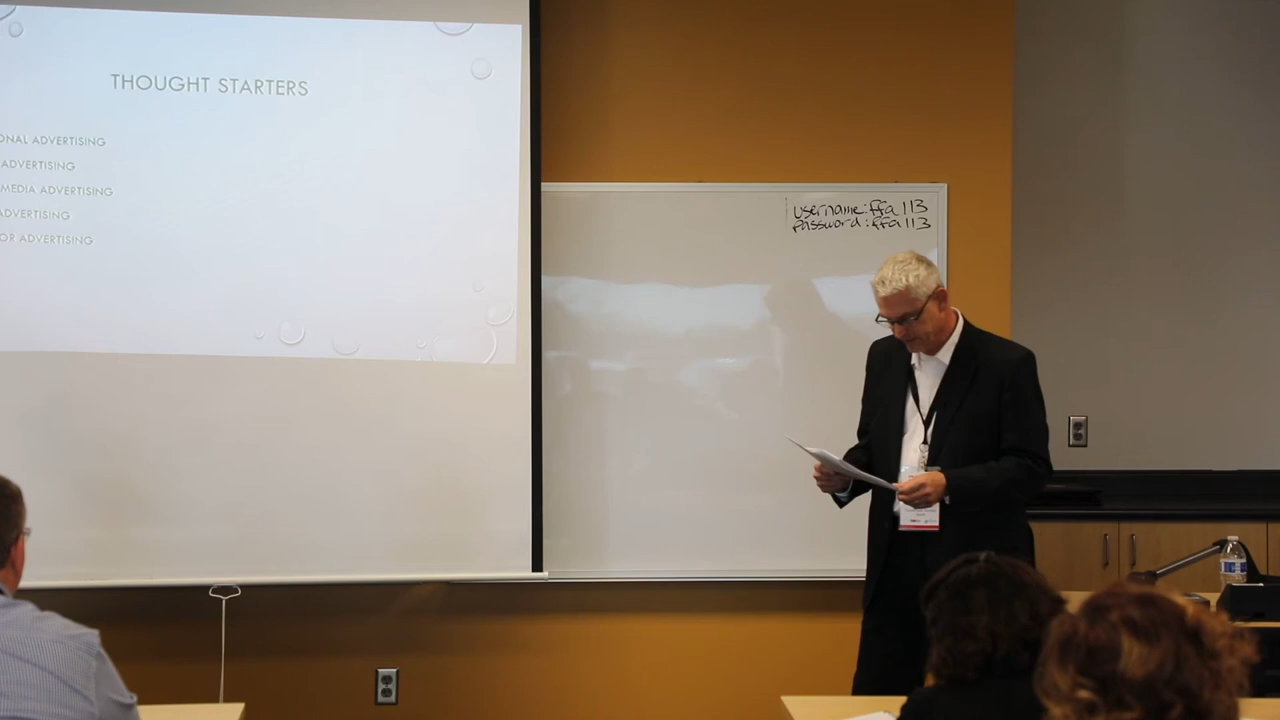 THOUGHT STARTERS
ONAL ADVERTISING
ADVERTISING
MEDIA ADVERTISING
ADVERTISING
OR ADVERTISING
username: ffa113
password: ffa113